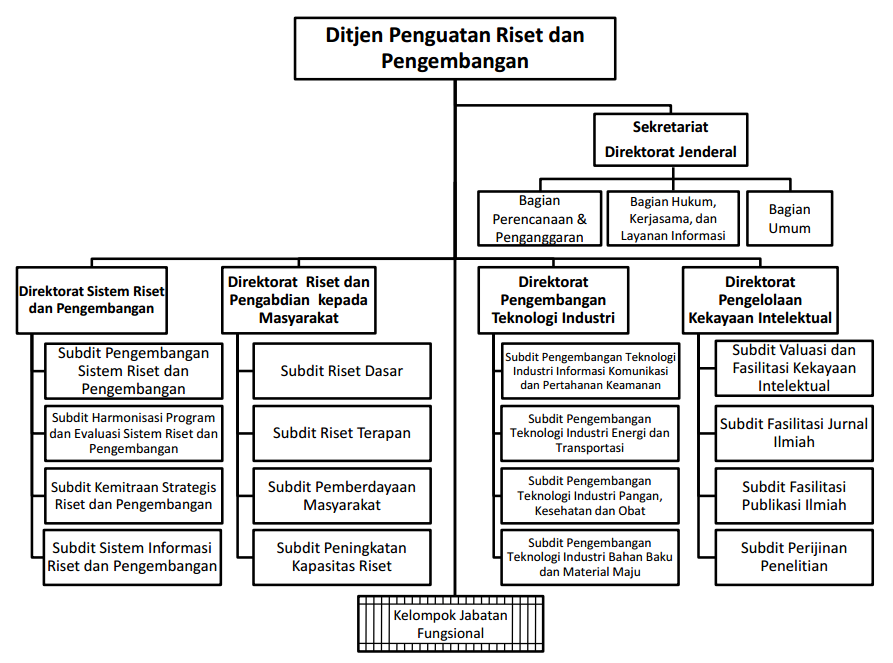 Ditjen Penguatan Riset dan
Pengembangan
Sekretariat
Direktorat Jenderal
Bagian
Perencanaan &
Penganggaran
Bagian Hukum,
Kerjasama, dan
Layanan Informasi
Bagian
Umum
Direktorat Sistem Riset
dan Pengembangan
Direktorat Riset dan
Pengabdian kepada
Masyarakat
Direktorat
Pengembangan
Teknologi Industri
Direktorat
Pengelolaan
Kekayaan Intelektual
Subdit Pengembangan
Sistem Riset dan
Pengembangan
Subdit Harmonisasi Program
dan Evaluasi Sistem Riset dan
Pengembangan
Subdit Kemitraan Strategis
Riset dan Pengembangan
Subdit Sistem Informasi
Riset dan Pengembangan
Subdit Riset Dasar
Subdit Riset Terapan
Subdit Pemberdayaan
Masyarakat
Subdit Peningkatan
Kapasitas Riset
Subdit Pengembangan Teknologi
Industri Informasi Komunikasi
dan Pertahanan Keamanan
Subdit Pengembangan
Teknologi Industri Energi dan
Transportasi
Subdit Pengembangan
Teknologi Industri Pangan,
Kesehatan dan Obat
Subdit Pengembangan
Teknologi Industri Bahan Baku
dan Material Maju
Subdit Valuasi dan
Fasilitasi Kekayaan
Intelektual
Subdit Fasilitasi Jurnal
Ilmiah
Subdit Fasilitasi
Publikasi Ilmiah
Subdit Perijinan
Penelitian
Kelompok Jabatan
Fungsional